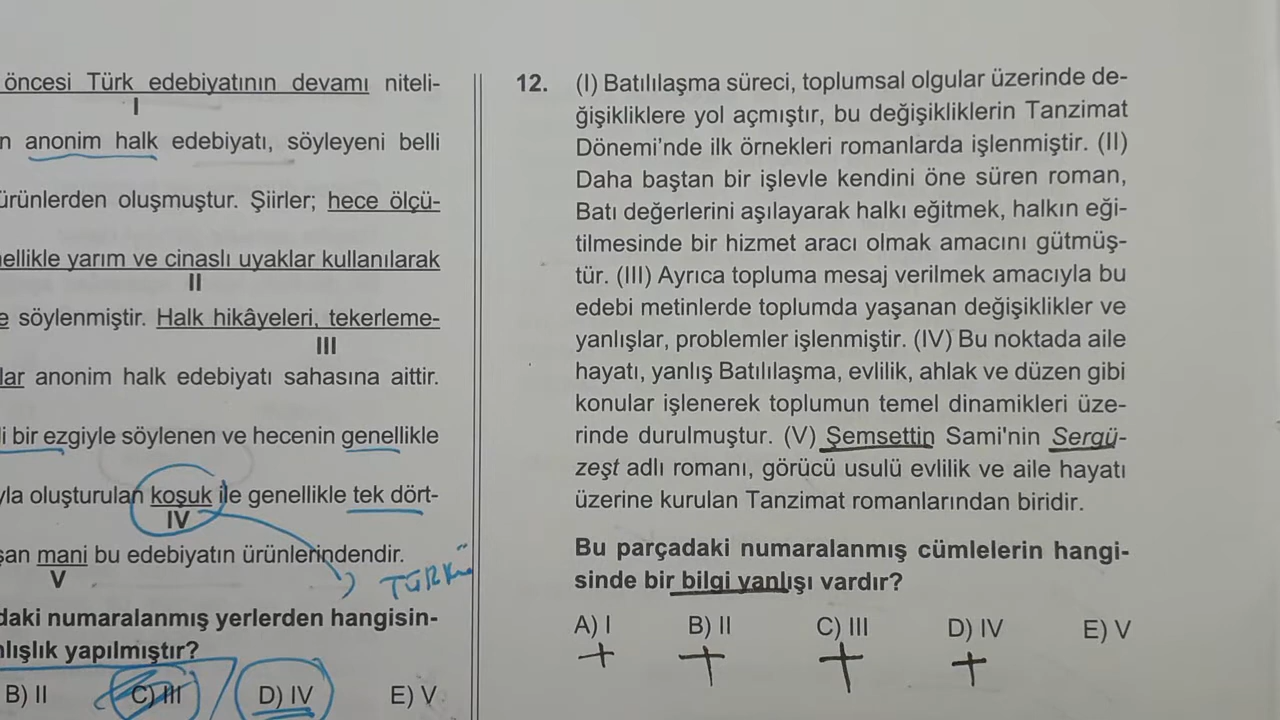 öncesi Türk edebiyatının devamı niteli-
I
n anonim halk edebiyatı, söyleyeni belli
ürünlerden oluşmuştur. Şiirler; hece ölçü-
nellikle yarım ve cinaslı uyaklar kullanılarak
II
e söylenmiştir. Halk hikâyeleri, tekerleme-
III
lar anonim halk edebiyatı sahasına aittir.
li bir ezgiyle söylenen ve hecenin genellikle
yla oluşturulan koşuk ile genellikle tek dört-
IV
şan mani bu edebiyatın ürünlerindendir.
V
TÜRKÜ
daki numaralanmış yerlerden hangisin-
nlışlık yapılmıştır?
B) II C) III D) IV E) V
12. (I) Batılılaşma süreci, toplumsal olgular üzerinde de-
ğişikliklere yol açmıştır, bu değişikliklerin Tanzimat
Dönemi'nde ilk örnekleri romanlarda işlenmiştir. (II)
Daha baştan bir işlevle kendini öne süren roman,
Batı değerlerini aşılayarak halkı eğitmek, halkın eği-
tilmesinde bir hizmet aracı olmak amacını gütmüş-
tür. (III) Ayrıca topluma mesaj verilmek amacıyla bu
edebi metinlerde toplumda yaşanan değişiklikler ve
yanlışlar, problemler işlenmiştir. (IV) Bu noktada aile
hayatı, yanlış Batılılaşma, evlilik, ahlak ve düzen gibi
konular işlenerek toplumun temel dinamikleri üze-
rinde durulmuştur. (V) Şemsettin Sami'nin Sergü-
zeşt adlı romanı, görücü usulü evlilik ve aile hayatı
üzerine kurulan Tanzimat romanlarından biridir.
Bu parçadaki numaralanmış cümlelerin hangi-
sinde bir bilgi yanlışı vardır?
A) I B) II C) III D) IV E) V
+ + + +